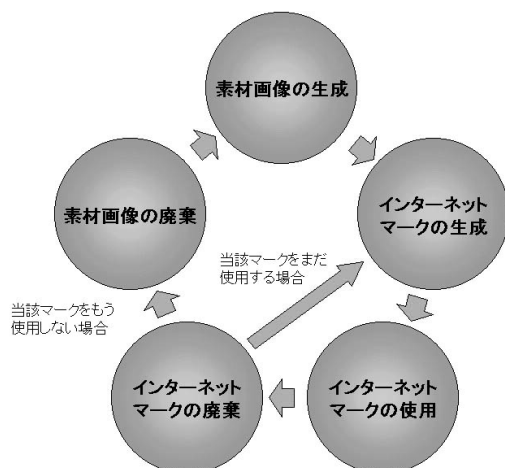 素材画像の生成
素材画像の廃棄
インターネット
マークの生成
当該マークをまだ
使用する場合
当該マークをもう
使用しない場合
インターネット
マークの廃棄
インターネット
マークの使用